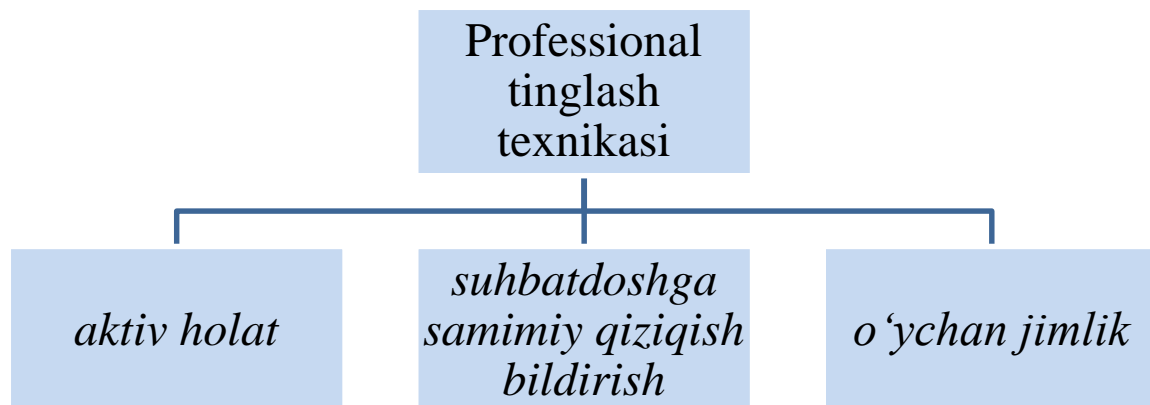 Professional
tinglash
texnikasi
aktiv holat
suhbatdoshga
samimiy qiziqish
bildirish
o‘ychan jimlik